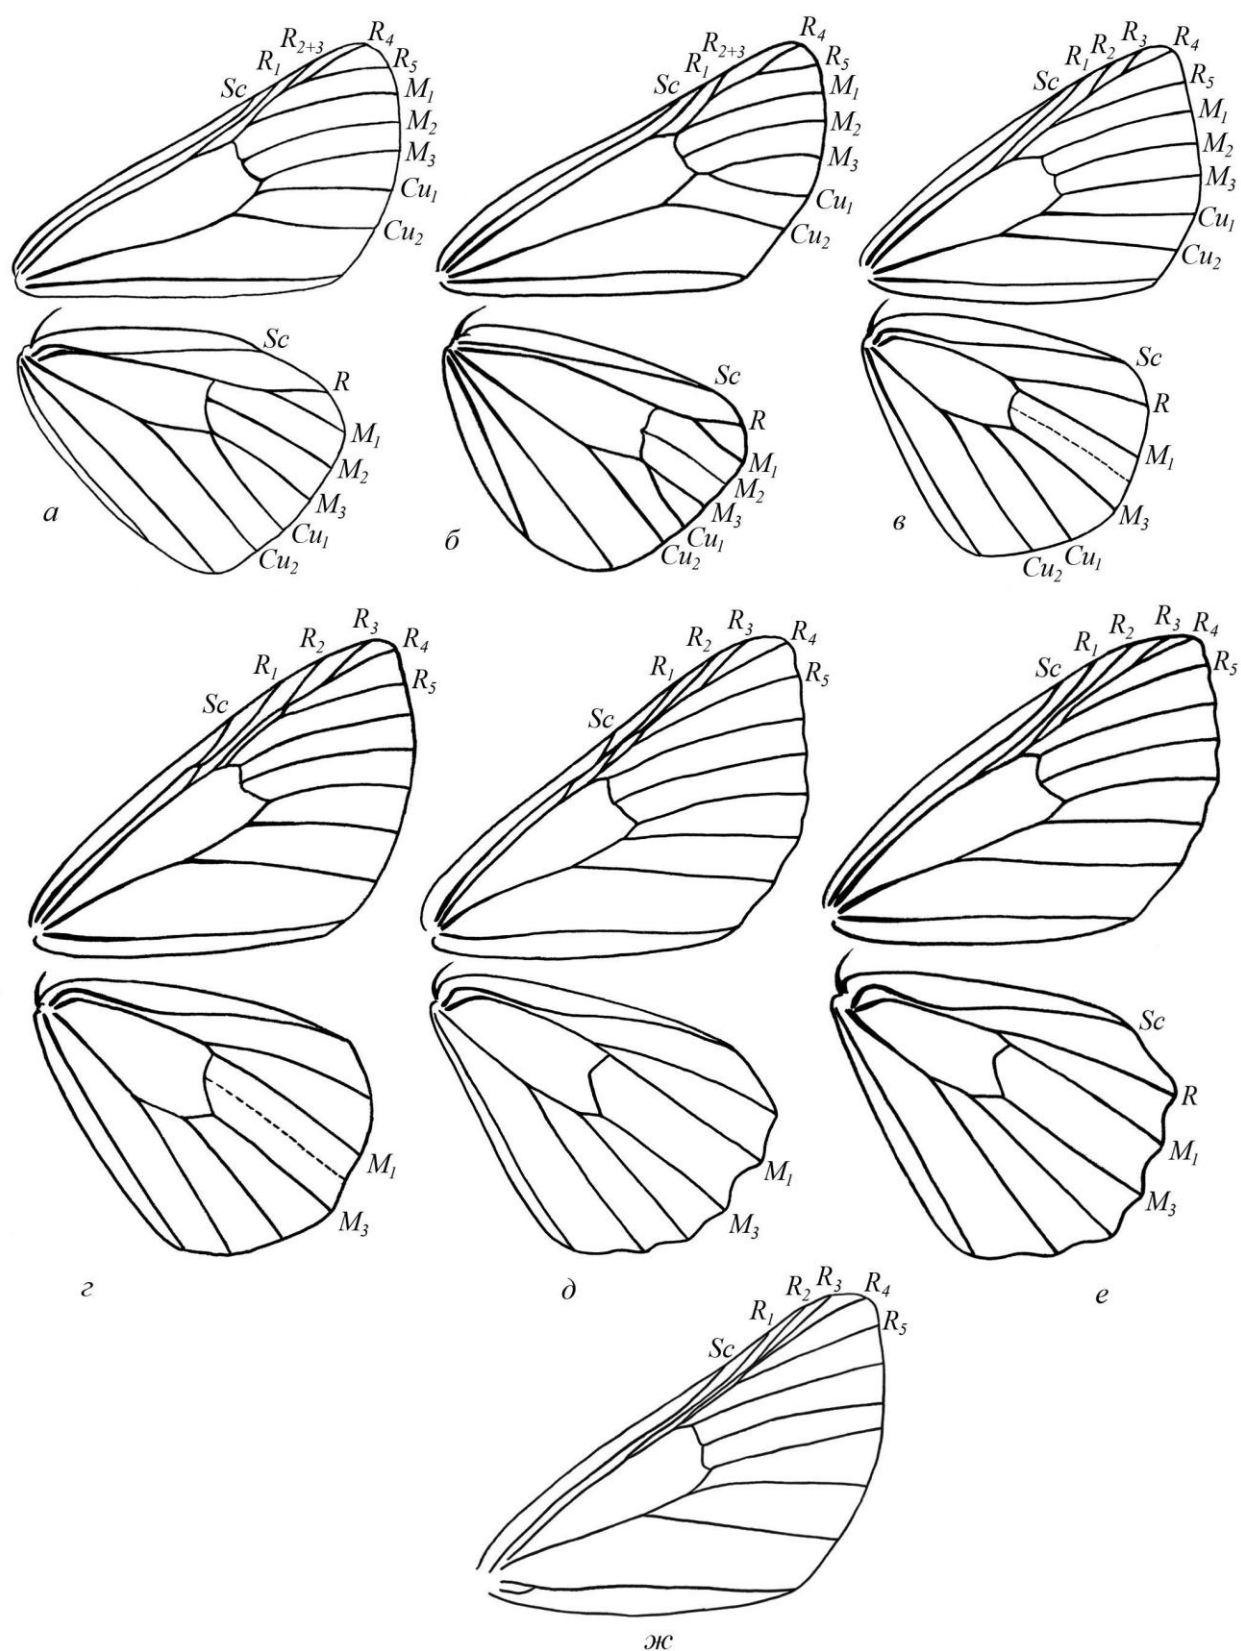 Sc R₁ R₂₊₃ R₄ R₅ M₁ M₂ M₃ Cu₁ Cu₂
Sc R M₁ M₂ M₃ Cu₁ Cu₂
а
Sc R₁ R₂₊₃ R₄ R₅ M₁ M₂ M₃ Cu₁ Cu₂
Sc R M₁ M₂ M₃ Cu₁ Cu₂
б
Sc R₁ R₂ R₃ R₄ R₅ M₁ M₂ M₃ Cu₁ Cu₂
Sc R M₁ M₃ Cu₁ Cu₂
в
Sc R₁ R₂ R₃ R₄ R₅
M₁ M₃
г
Sc R₁ R₂ R₃ R₄ R₅
M₁ M₃
д
Sc R₁ R₂ R₃ R₄ R₅
Sc R M₁ M₃
е
Sc R₁ R₂ R₃ R₄ R₅
ж